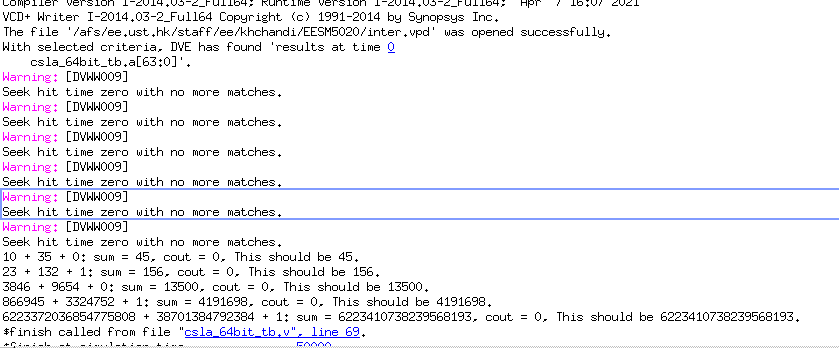 Compiler version I-2014.03-2_Full64; Runtime version I-2014.03-2_Full64; Apr 7 16:07 2021
VCD+ Writer I-2014.03-2_Full64 Copyright (c) 1991-2014 by Synopsys Inc.
The file '/afs/ee.ust.hk/staff/ee/khchandi/EESM5020/inter.vpd' was opened successfully.
With selected criteria, DVE has found 'results at time 0
csla_64bit_tb.a[63:0]'.
Warning: [DVWW009]
Seek hit time zero with no more matches.
Warning: [DVWW009]
Seek hit time zero with no more matches.
Warning: [DVWW009]
Seek hit time zero with no more matches.
Warning: [DVWW009]
Seek hit time zero with no more matches.
Warning: [DVWW009]
Seek hit time zero with no more matches.
Warning: [DVWW009]
Seek hit time zero with no more matches.
10 + 35 + 0: sum = 45, cout = 0, This should be 45.
23 + 132 + 1: sum = 156, cout = 0, This should be 156.
3846 + 9654 + 0: sum = 13500, cout = 0, This should be 13500.
866945 + 3324752 + 1: sum = 4191698, cout = 0, This should be 4191698.
6223372036854775808 + 38701384792384 + 1: sum = 6223410738239568193, cout = 0, This should be 6223410738239568193.
*finish called from file "csla_64bit_tb.v", line 69.
*finish at simulation time 50000